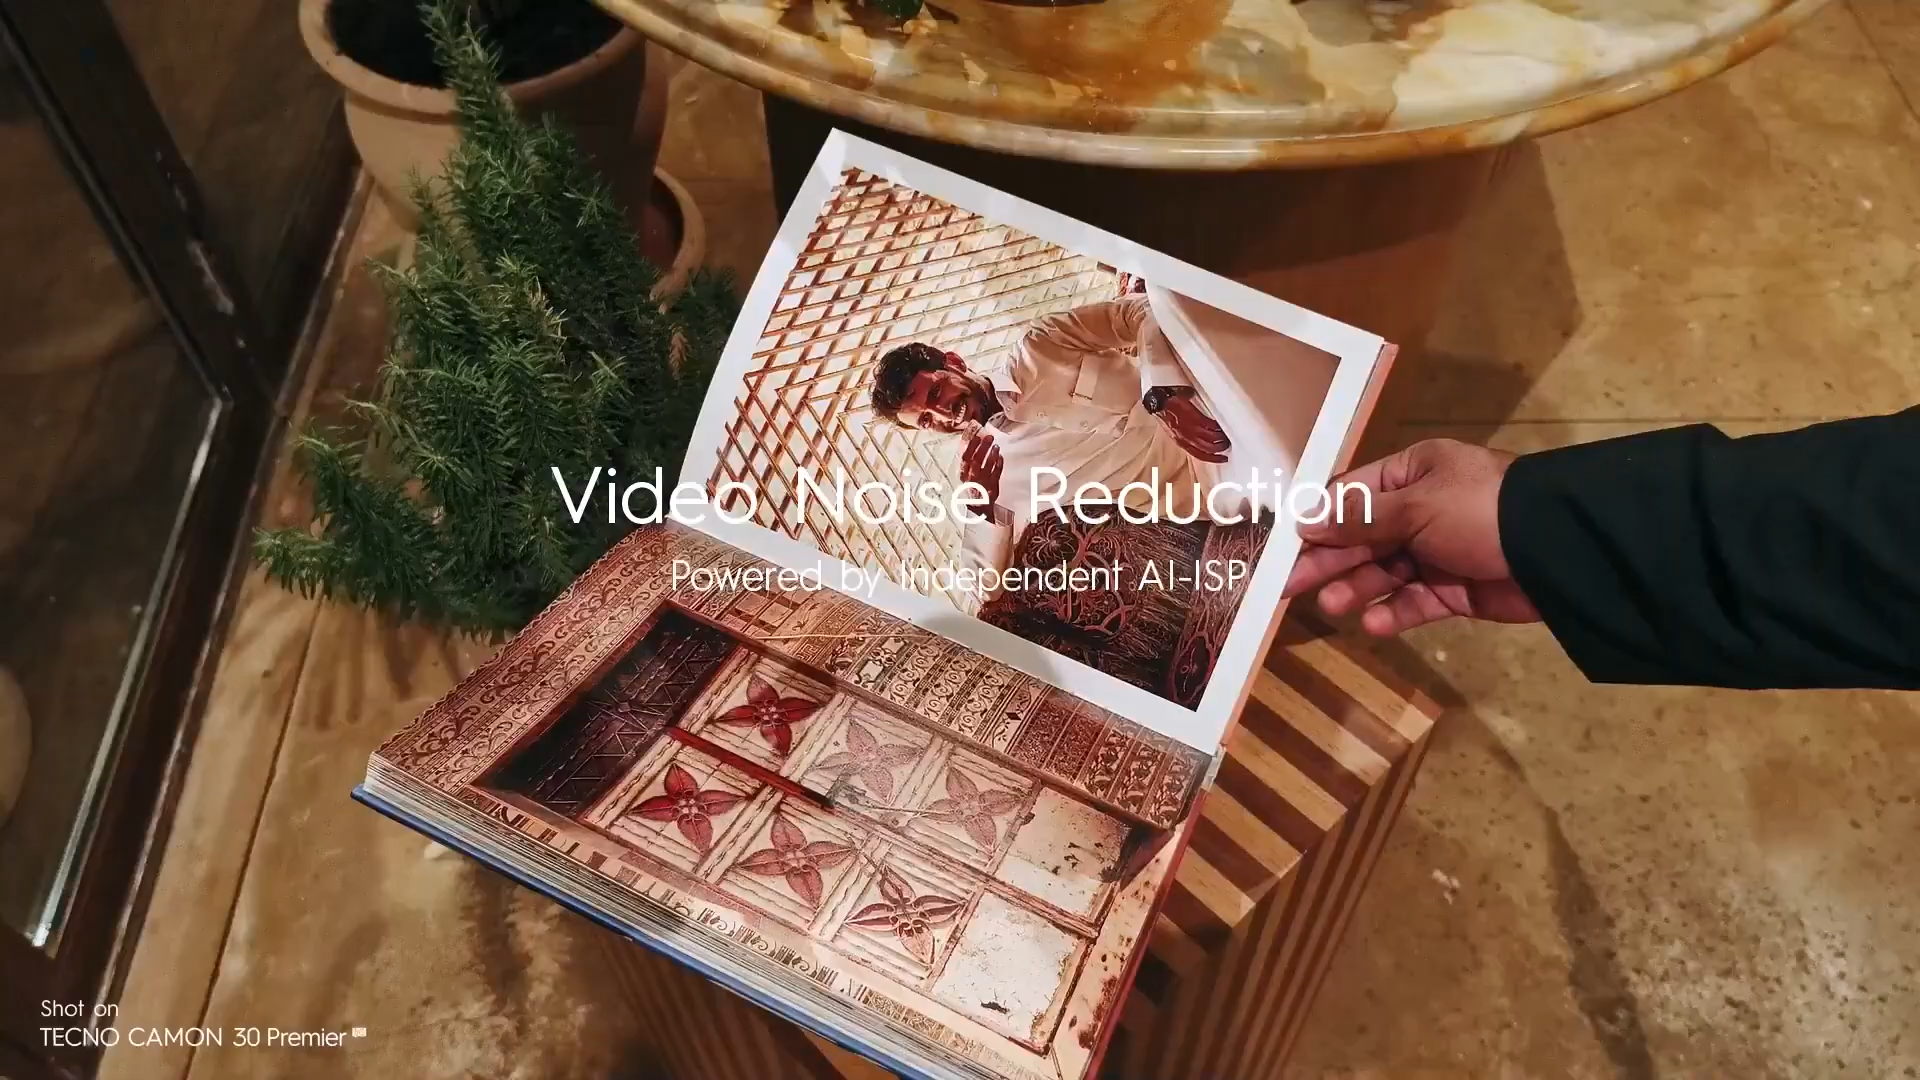 Video Noise Reduction
Powered by Independent AI-ISP
Shot on
TECNO CAMON 30 Premier